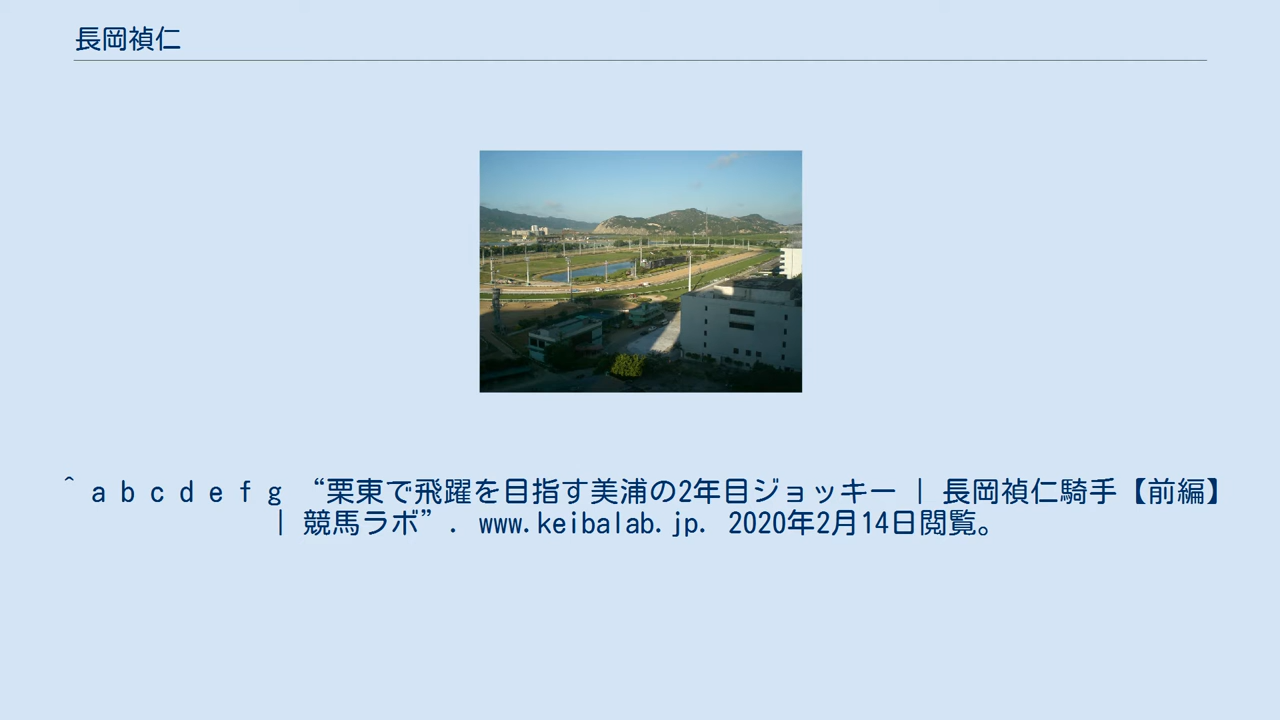 長岡禎仁
^ a b c d e f g “栗東で飛躍を目指す美浦の2年目ジョッキー | 長岡禎仁騎手【前編】
| 競馬ラボ”. www.keibalab.jp. 2020年2月14日閲覧。